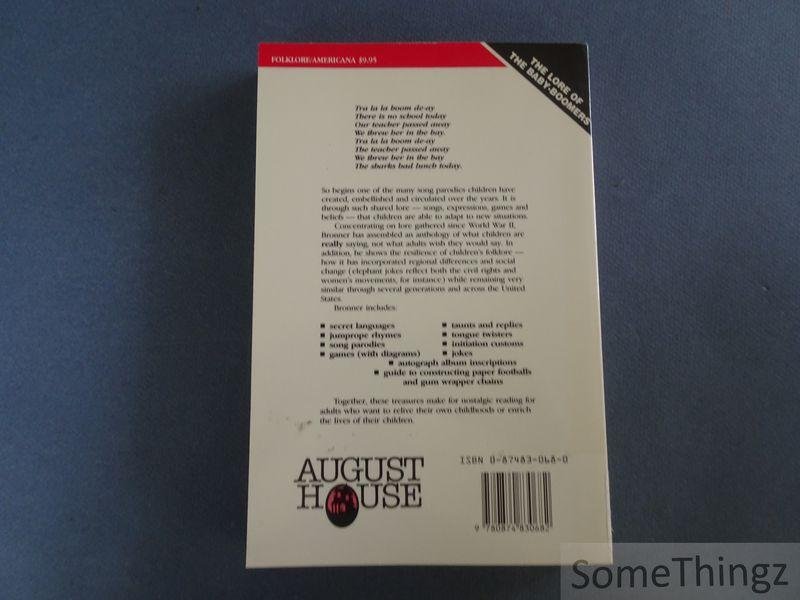 FOLKLORE/AMERICANA $9.95
THE LORE OF
THE BABY-BOOMERS
Tra la la boom de-ay
There is no school today
Our teacher passed away
We threw her in the bay.
Tra la la boom de-ay
The teacher passed away
We threw her in the bay
The sharks had lunch today.
So begins one of the many song parodies children have
created, embellished and circulated over the years. It is
through such shared lore — songs, expressions, games and
beliefs — that children are able to adapt to new situations.
Concentrating on lore gathered since World War II,
Bronner has assembled an anthology of what children are
really saying, not what adults wish they would say. In
addition, he shows the resilience of children's folklore —
how it has incorporated regional differences and social
change (elephant jokes reflect both the civil rights and
women's movements, for instance) while remaining very
similar through several generations and across the United
States.
Bronner includes:
■ secret languages
■ jumprope rhymes
■ song parodies
■ games (with diagrams)
■ taunts and replies
■ tongue twisters
■ initiation customs
■ jokes
■ autograph album inscriptions
■ guide to constructing paper footballs
and gum wrapper chains
Together, these treasures make for nostalgic reading for
adults who want to relive their own childhoods or enrich
the lives of their children.
AUGUST
HOUSE
ISBN 0-87483-068-0
9 780874 830682
SomeThingz